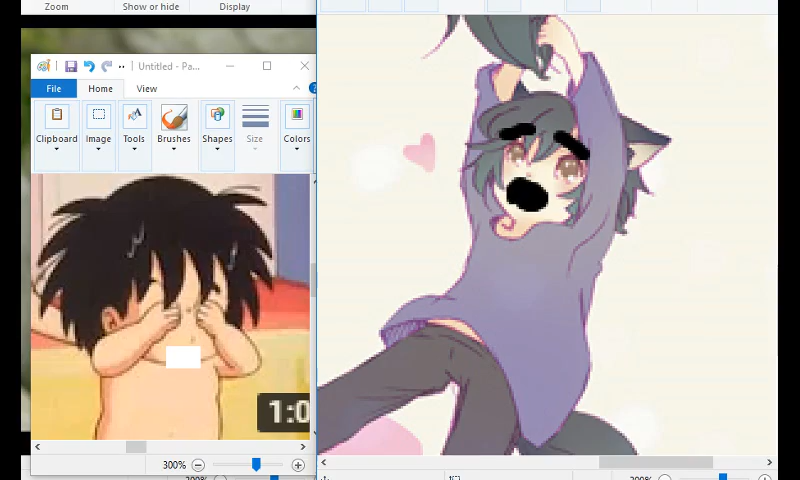 Zoom
Show or hide
Display
Untitled - Pa...
File
Home
View
Clipboard
Image
Tools
Brushes
Shapes
Size
Colors
1:0
300%